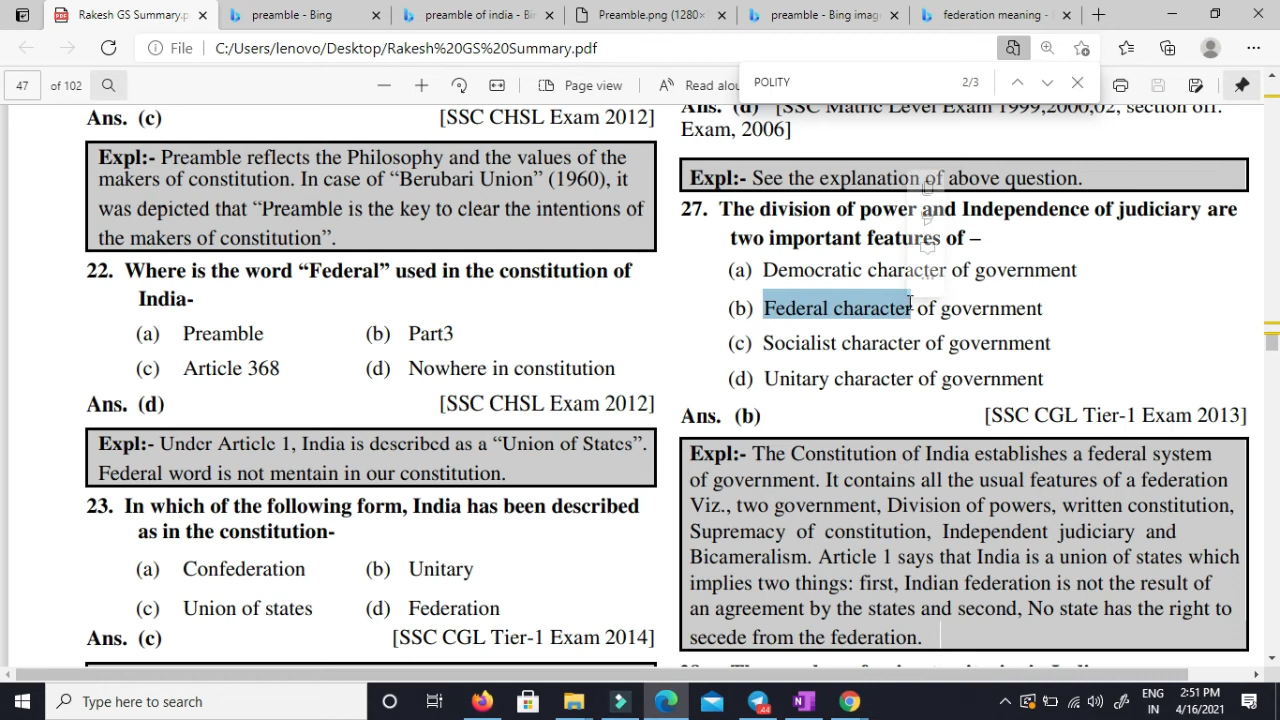 Rakesh GS Summary.p
preamble - Bing
preamble of india - Bi
Preamble.png (1280×
preamble - Bing imag
federation meaning -
File
C:/Users/lenovo/Desktop/Rakesh%20GS%20Summary.pdf
47 of 102
Page view
Read alou
POLITY
2/3
Ans. (c) [SSC CHSL Exam 2012]
Expl:- Preamble reflects the Philosophy and the values of the
makers of constitution. In case of “Berubari Union” (1960), it
was depicted that “Preamble is the key to clear the intentions of
the makers of constitution”.
22. Where is the word “Federal” used in the constitution of
India-
(a) Preamble (b) Part3
(c) Article 368 (d) Nowhere in constitution
Ans. (d) [SSC CHSL Exam 2012]
Expl:- Under Article 1, India is described as a “Union of States”.
Federal word is not mentain in our constitution.
23. In which of the following form, India has been described
as in the constitution-
(a) Confederation (b) Unitary
(c) Union of states (d) Federation
Ans. (c) [SSC CGL Tier-1 Exam 2014]
Ans. (d) [SSC Matric Level Exam 1999,2000,02, section off.
Exam, 2006]
Expl:- See the explanation of above question.
27. The division of power and Independence of judiciary are
two important features of –
(a) Democratic character of government
(b) Federal character of government
(c) Socialist character of government
(d) Unitary character of government
Ans. (b) [SSC CGL Tier-1 Exam 2013]
Expl:- The Constitution of India establishes a federal system
of government. It contains all the usual features of a federation
Viz., two government, Division of powers, written constitution,
Supremacy of constitution, Independent judiciary and
Bicameralism. Article 1 says that India is a union of states which
implies two things: first, Indian federation is not the result of
an agreement by the states and second, No state has the right to
secede from the federation.
Type here to search
44
ENG
IN
2:51 PM
4/16/2021